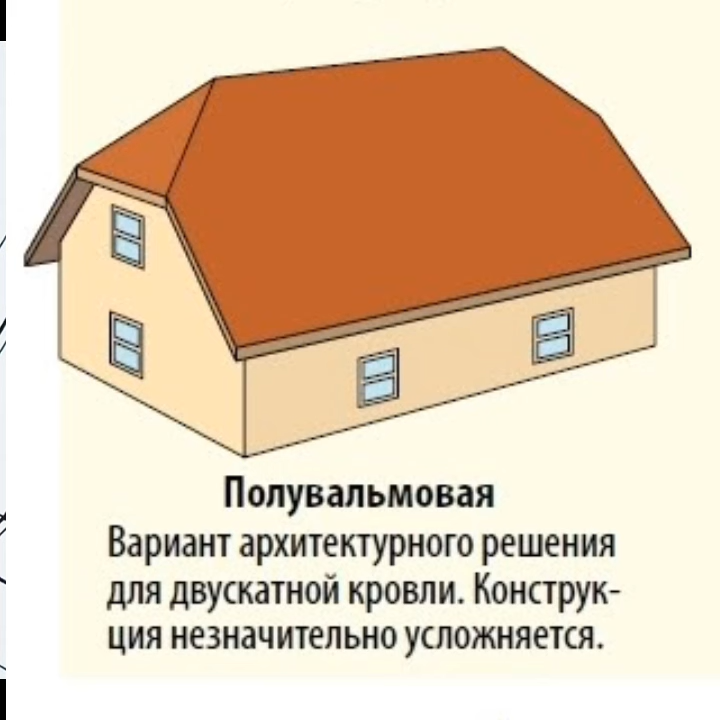 Полувальмовая
Вариант архитектурного решения
для двускатной кровли. Конструк-
ция незначительно усложняется.